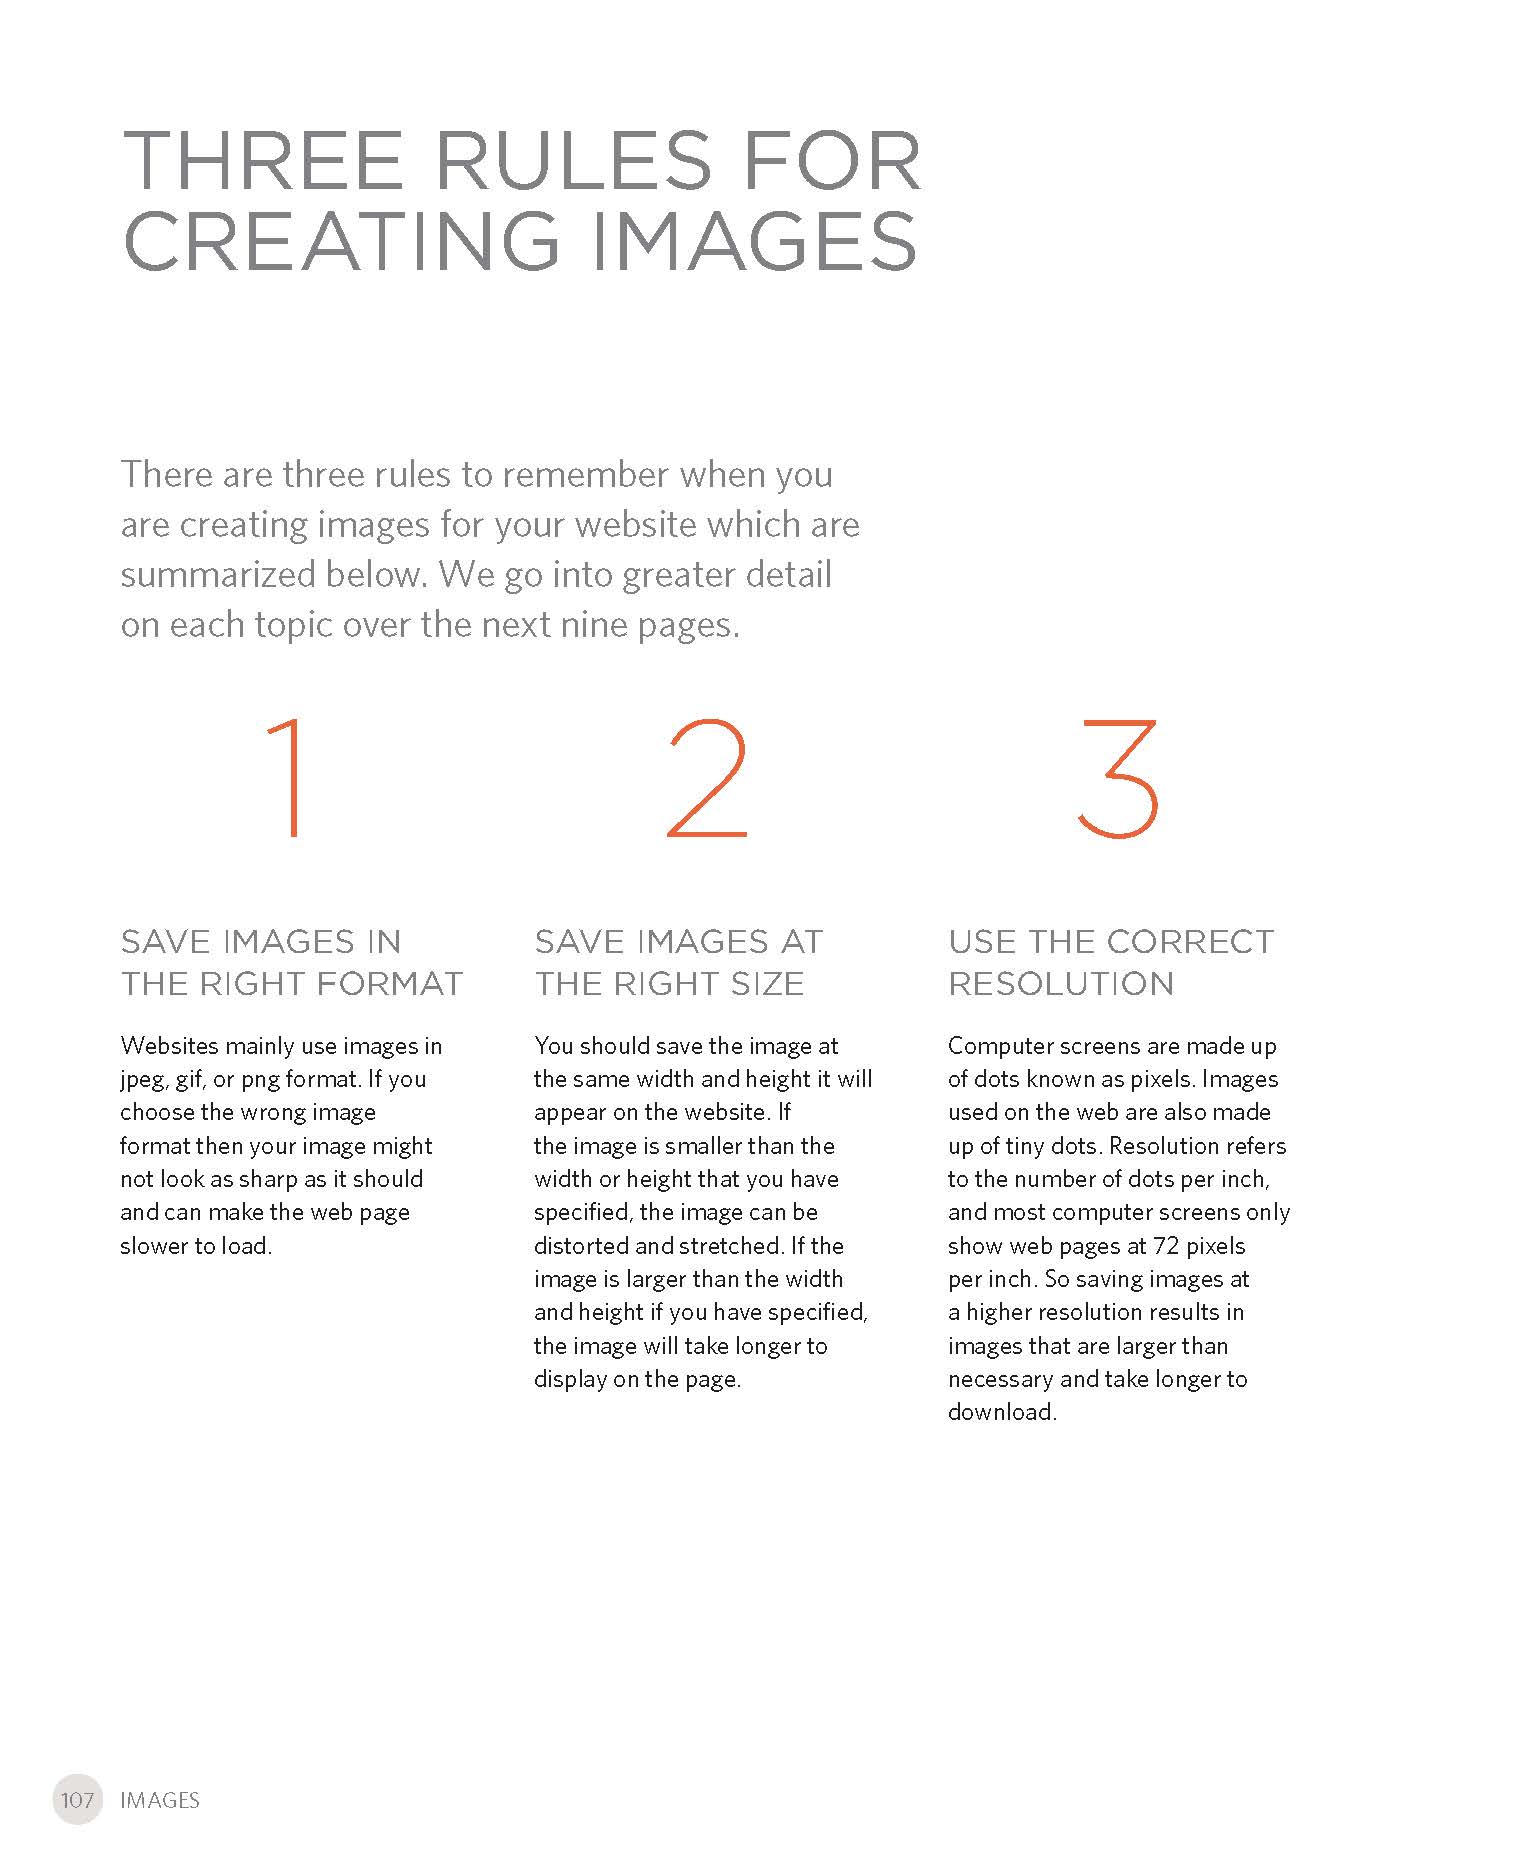 THREE RULES FOR
CREATING IMAGES
There are three rules to remember when you
are creating images for your website which are
summarized below. We go into greater detail
on each topic over the next nine pages.
1
SAVE IMAGES IN
THE RIGHT FORMAT
Websites mainly use images in
jpeg, gif, or png format. If you
choose the wrong image
format then your image might
not look as sharp as it should
and can make the web page
slower to load.
2
SAVE IMAGES AT
THE RIGHT SIZE
You should save the image at
the same width and height it will
appear on the website. If
the image is smaller than the
width or height that you have
specified, the image can be
distorted and stretched. If the
image is larger than the width
and height if you have specified,
the image will take longer to
display on the page.
3
USE THE CORRECT
RESOLUTION
Computer screens are made up
of dots known as pixels. Images
used on the web are also made
up of tiny dots. Resolution refers
to the number of dots per inch,
and most computer screens only
show web pages at 72 pixels
per inch. So saving images at
a higher resolution results in
images that are larger than
necessary and take longer to
download.
107 IMAGES